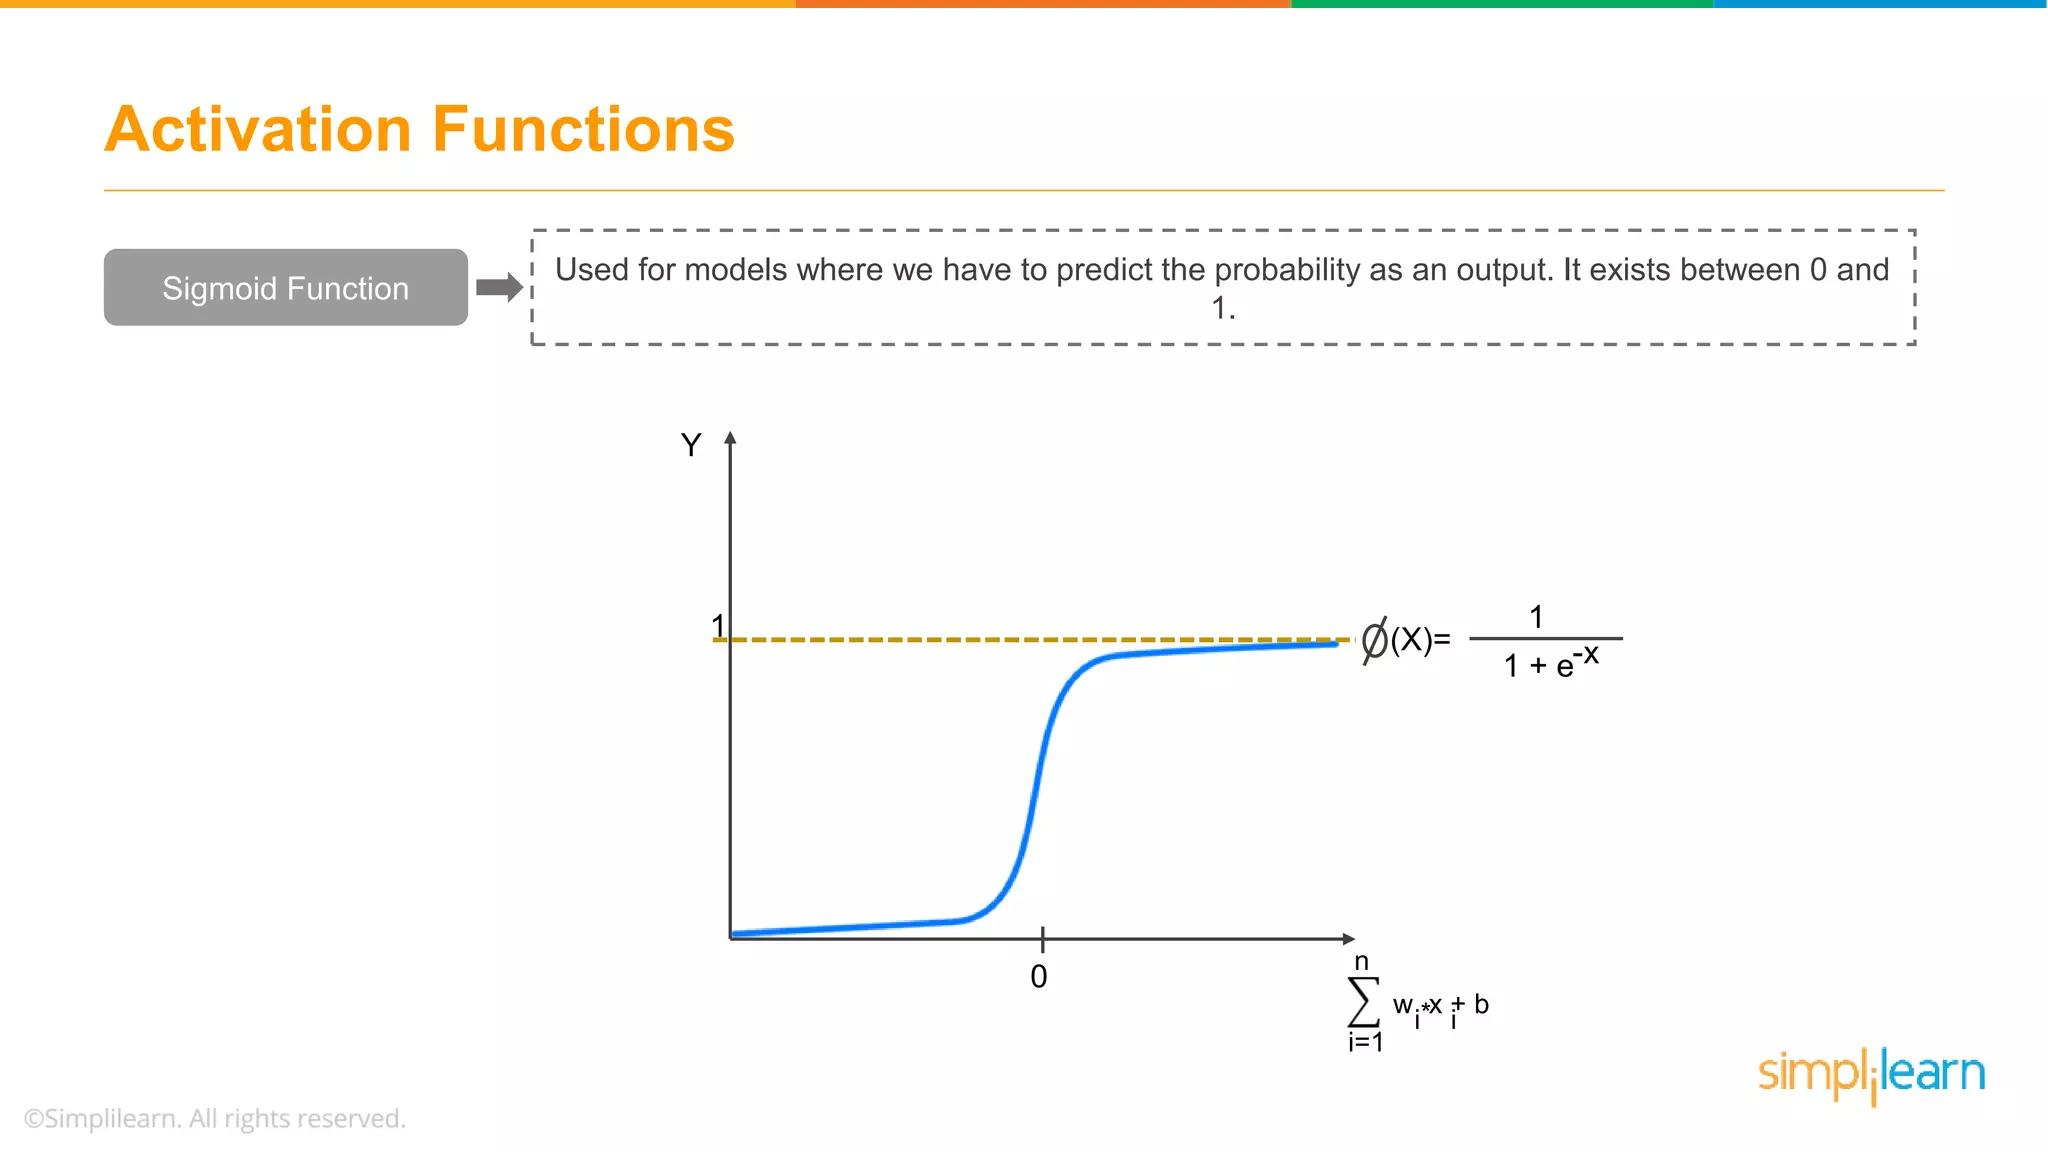 Activation Functions
Sigmoid Function
Used for models where we have to predict the probability as an output. It exists between 0 and
1.
Y
1
∅(X)=
1
1 + e-x
0
n
∑ wi*xi+ b
i=1
simplilearn
©Simplilearn. All rights reserved.